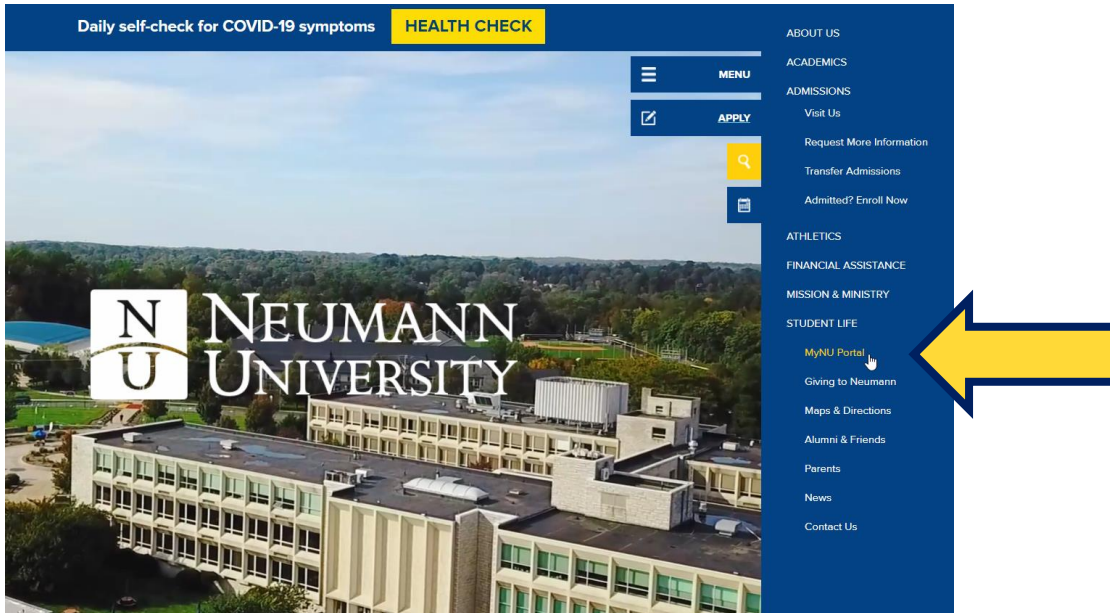 Daily self-check for COVID-19 symptoms HEALTH CHECK
MENU
APPLY
NU
NEUMANN
UNIVERSITY
ABOUT US
ACADEMICS
ADMISSIONS
Visit Us
Request More Information
Transfer Admissions
Admitted? Enroll Now
ATHLETICS
FINANCIAL ASSISTANCE
MISSION & MINISTRY
STUDENT LIFE
MyNU Portal
Giving to Neumann
Maps & Directions
Alumni & Friends
Parents
News
Contact Us